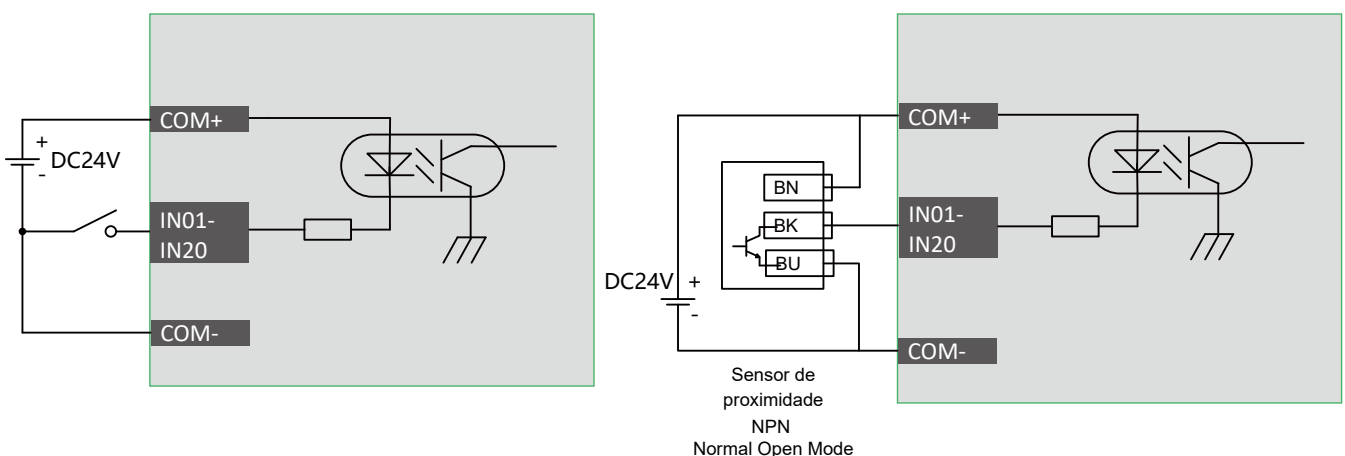 COM+
+
DC24V
-
IN01-
IN20
COM-
COM+
BN
BK
BU
IN01-
IN20
DC24V +
-
COM-
Sensor de
proximidade
NPN
Normal Open Mode